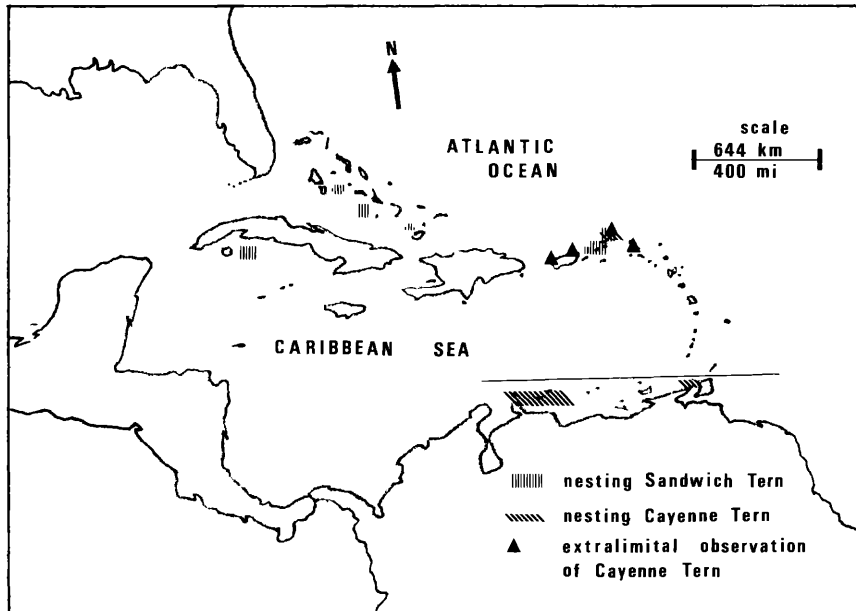 N
ATLANTIC
OCEAN
scale
644 km
400 mi
CARIBBEAN SEA
nesting Sandwich Tern
nesting Cayenne Tern
extralimital observation
of Cayenne Tern